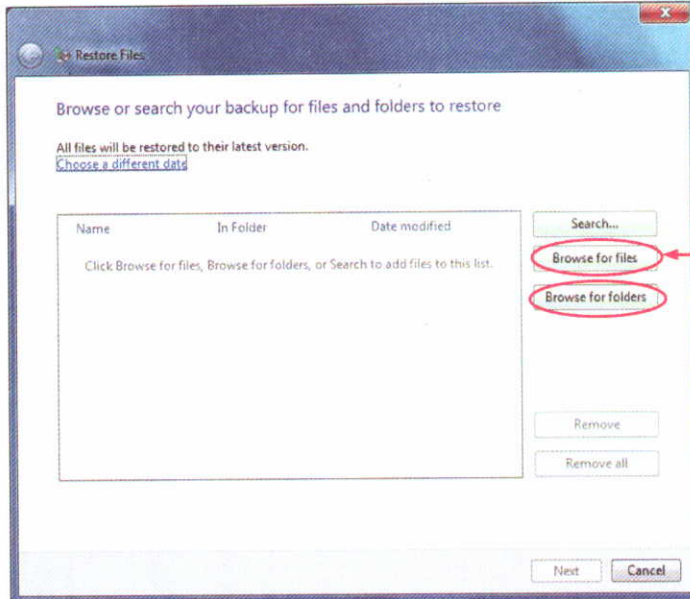 Restore Files
Browse or search your backup for files and folders to restore
All files will be restored to their latest version.
Choose a different date
Name In Folder Date modified
Click Browse for files, Browse for folders, or Search to add files to this list.
Search...
Browse for files
Browse for folders
Remove
Remove all
Next Cancel